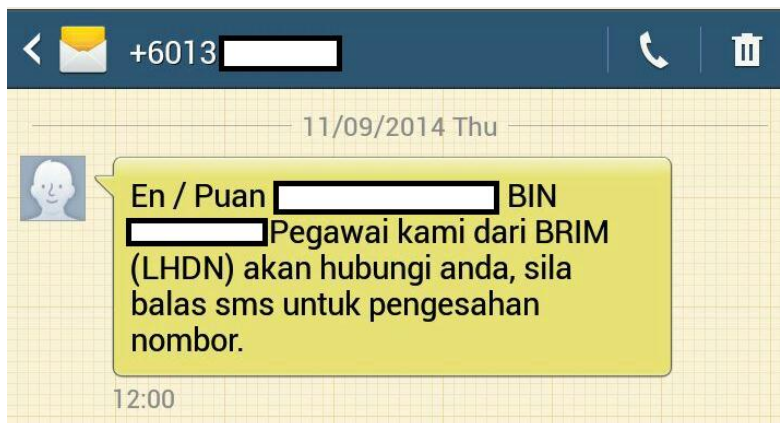 +6013
11/09/2014 Thu
En / Puan BIN
Pegawai kami dari BRIM
(LHDN) akan hubungi anda, sila
balas sms untuk pengesahan
nombor.
12:00